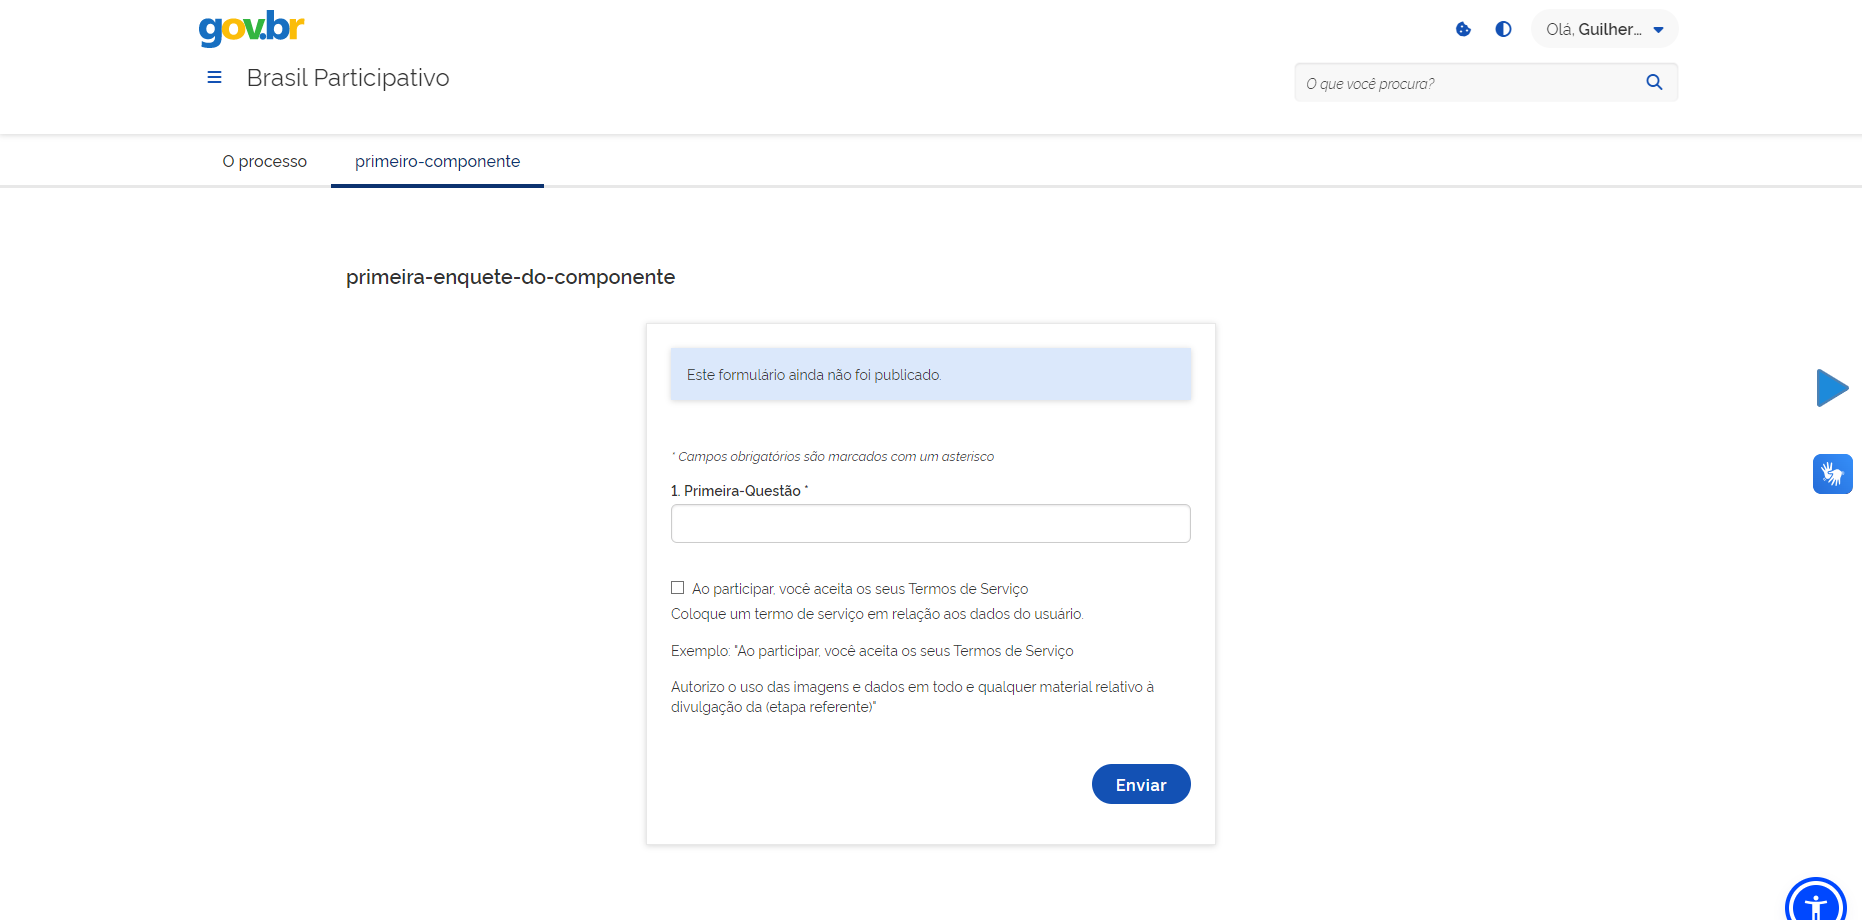 gov.br
Olá, Guilher...
Brasil Participativo
O que você procura?
O processo
primeiro-componente
primeira-enquete-do-componente
Este formulário ainda não foi publicado.
* Campos obrigatórios são marcados com um asterisco
1. Primeira-Questão *
Ao participar, você aceita os seus Termos de Serviço
Coloque um termo de serviço em relação aos dados do usuário.
Exemplo: "Ao participar, você aceita os seus Termos de Serviço
Autorizo o uso das imagens e dados em todo e qualquer material relativo à
divulgação da (etapa referente)"
Enviar